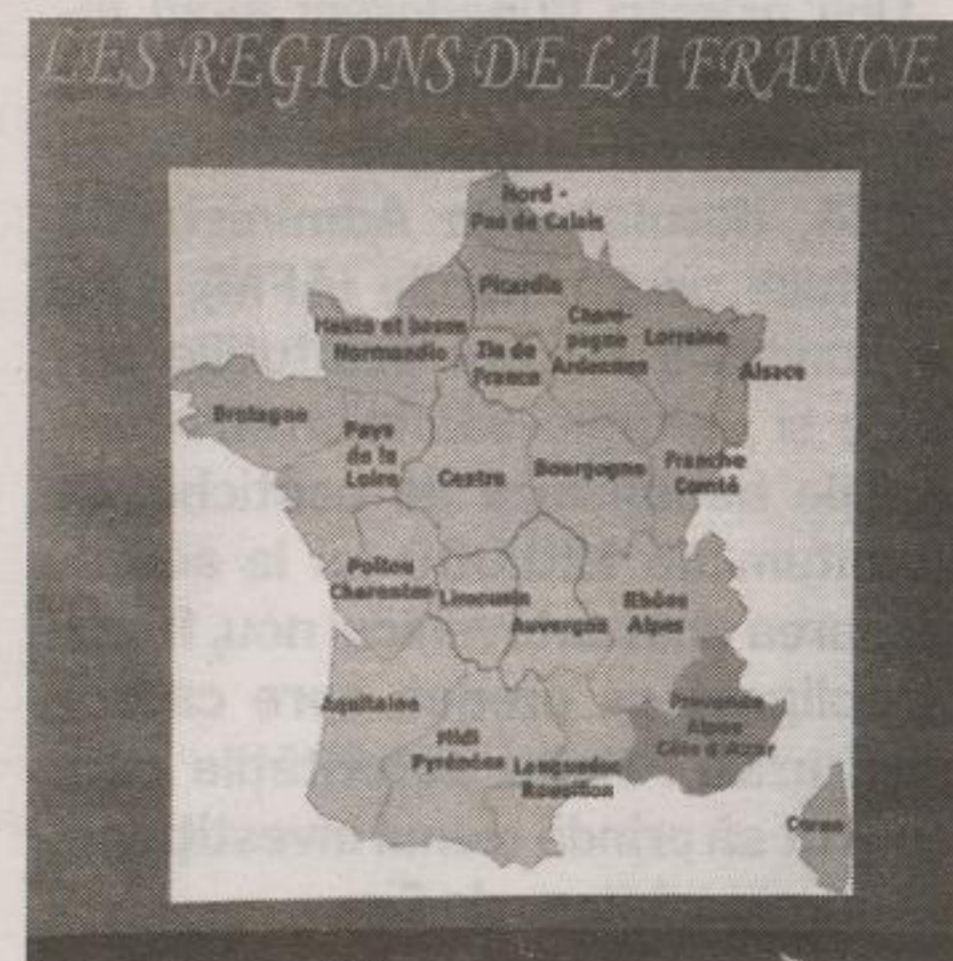 LES REGIONS DE LA FRANCE
Nord -
Pas de Calais
Picardie
Haute et basse
Normandie
Ile de
France
Cham-
pagne
Ardennes
Lorraine
Alsace
Bretagne
Pays
de la
Loire
Centre
Bourgogne
Franche
Comté
Poitou
Charentes
Limousin
Auvergne
Rhône
Alpes
Aquitaine
Midi
Pyrénées
Languedoc
Provence
Alpes
Côte d'Azur
Corse